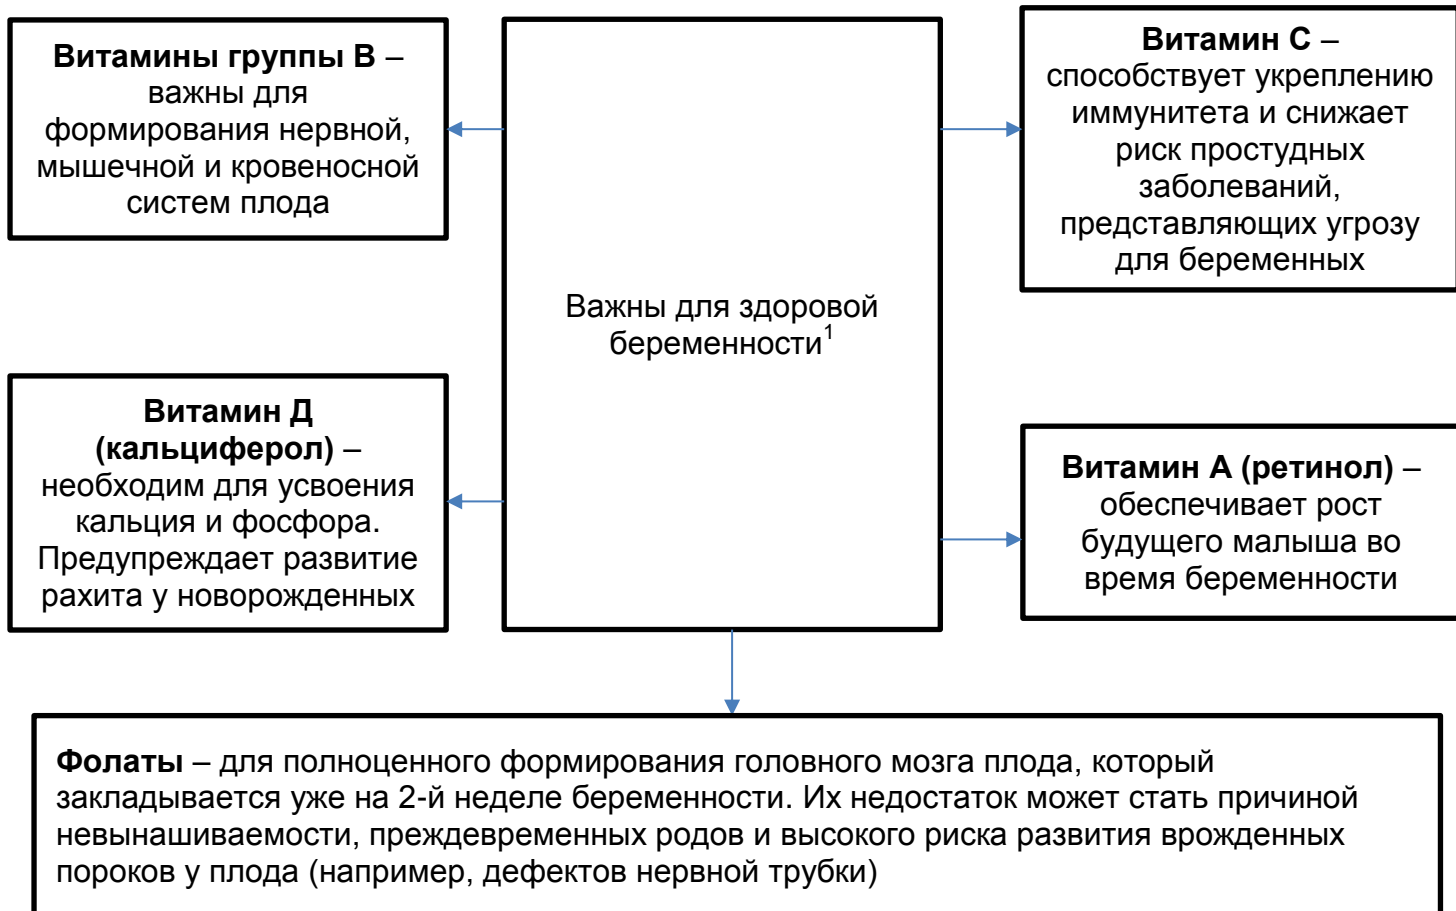 Витамины группы В –
важны для
формирования нервной,
мышечной и кровеносной
систем плода
Витамин С –
способствует укреплению
иммунитета и снижает
риск простудных
заболеваний,
представляющих угрозу
для беременных
Важны для здоровой
беременности¹
Витамин Д
(кальциферол) –
необходим для усвоения
кальция и фосфора.
Предупреждает развитие
рахита у новорожденных
Витамин А (ретинол) –
обеспечивает рост
будущего малыша во
время беременности
Фолаты – для полноценного формирования головного мозга плода, который
закладывается уже на 2-й неделе беременности. Их недостаток может стать причиной
невынашиваемости, преждевременных родов и высокого риска развития врожденных
пороков у плода (например, дефектов нервной трубки)